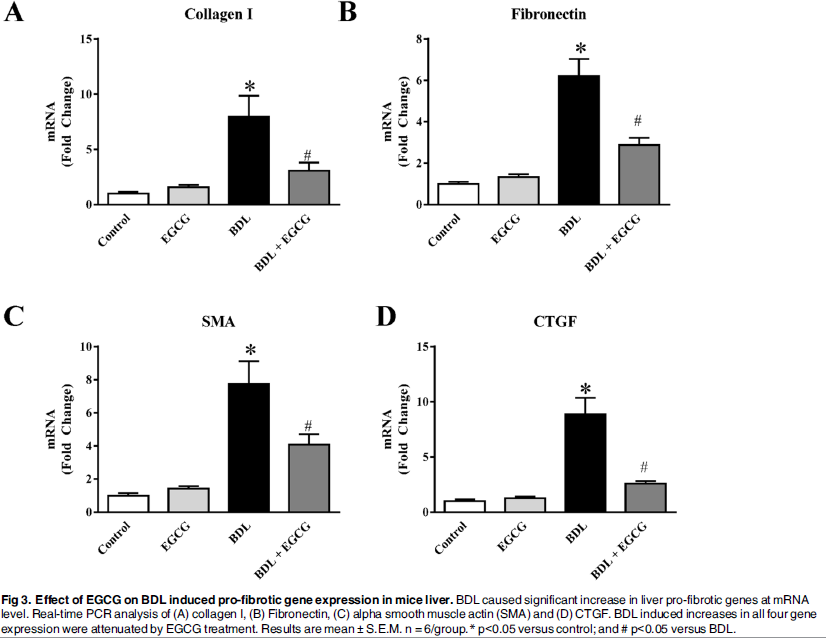 A
Collagen I
mRNA
(Fold Change)
15
10
5
0
Control
EGCG
BDL
BDL + EGCG
*
#
B
Fibronectin
mRNA
(Fold Change)
8
6
4
2
0
Control
EGCG
BDL
BDL + EGCG
*
#
C
SMA
mRNA
(Fold Change)
10
8
6
4
2
0
Control
EGCG
BDL
BDL + EGCG
*
#
D
CTGF
mRNA
(Fold Change)
15
10
5
0
Control
EGCG
BDL
BDL + EGCG
*
#
Fig 3. Effect of EGCG on BDL induced pro-fibrotic gene expression in mice liver. BDL caused significant increase in liver pro-fibrotic genes at mRNA
level. Real-time PCR analysis of (A) collagen I, (B) Fibronectin, (C) alpha smooth muscle actin (SMA) and (D) CTGF. BDL induced increases in all four gene
expression were attenuated by EGCG treatment. Results are mean ± S.E.M. n = 6/group. * p<0.05 versus control; and # p<0.05 versus BDL.